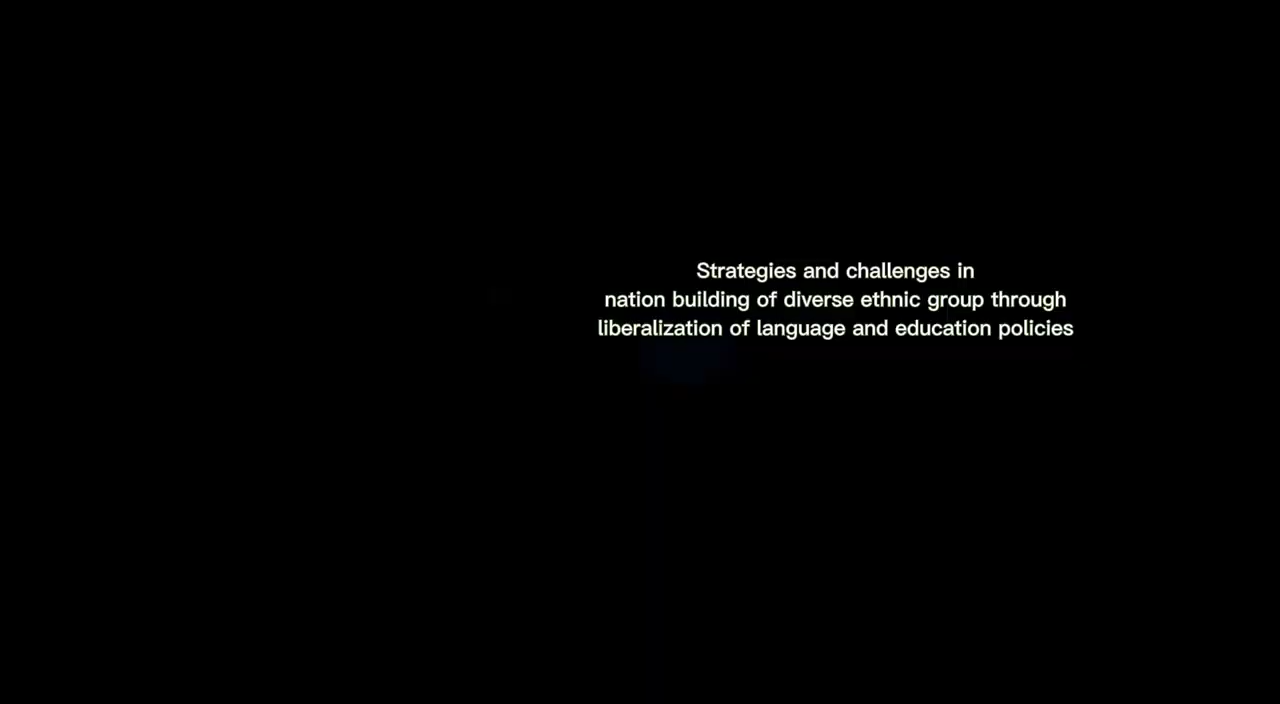 Strategies and challenges in
nation building of diverse ethnic group through
liberalization of language and education policies